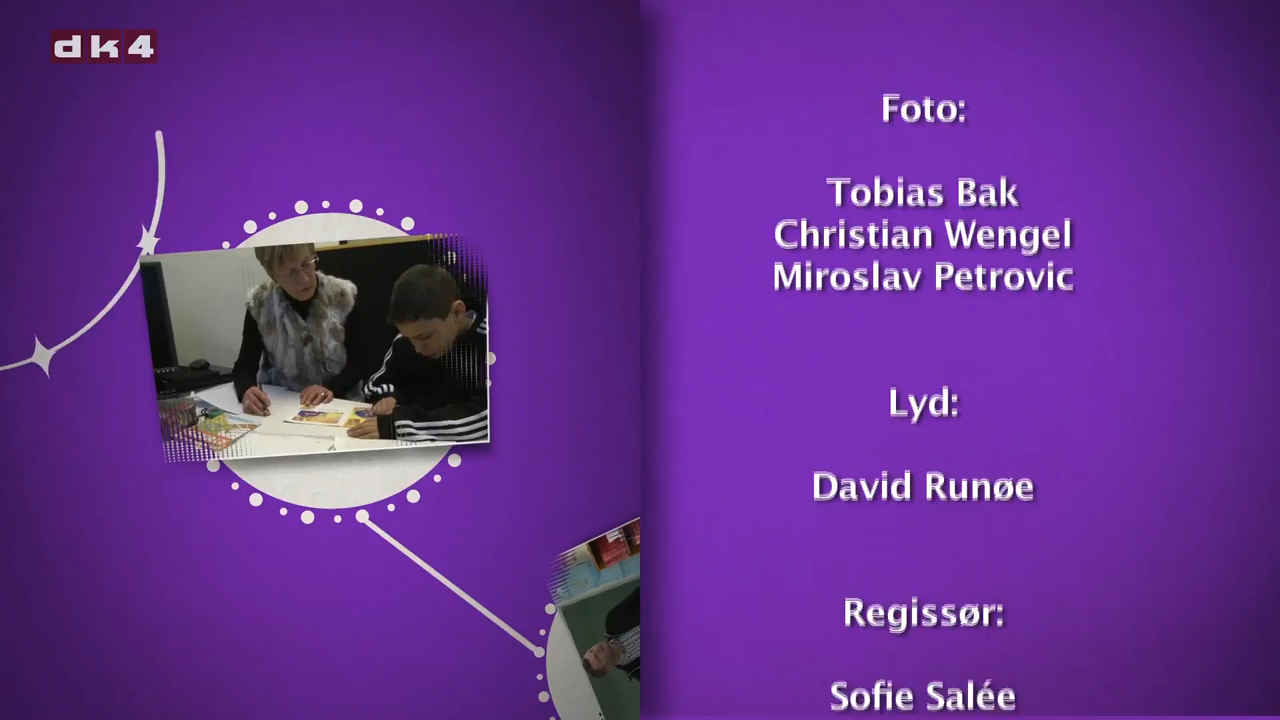 dk4
Foto:
Tobias Bak
Christian Wengel
Miroslav Petrovic
Lyd:
David Runøe
Regissør:
Sofie Salée